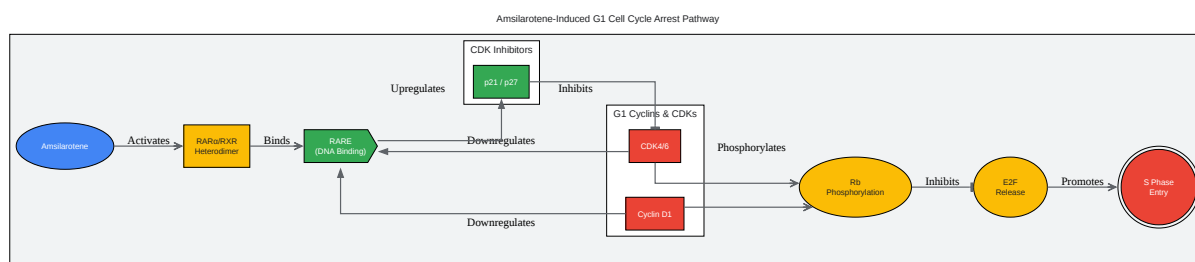 Amsilarotene-Induced G1 Cell Cycle Arrest Pathway
CDK Inhibitors
p21 / p27
Upregulates
Inhibits
G1 Cyclins & CDKs
Amsilarotene
Activates
RARα/RXR
Heterodimer
Binds
RARE
(DNA Binding)
Downregulates
CDK4/6
Phosphorylates
Rb
Phosphorylation
Inhibits
E2F
Release
Promotes
S Phase
Entry
Cyclin D1
Downregulates